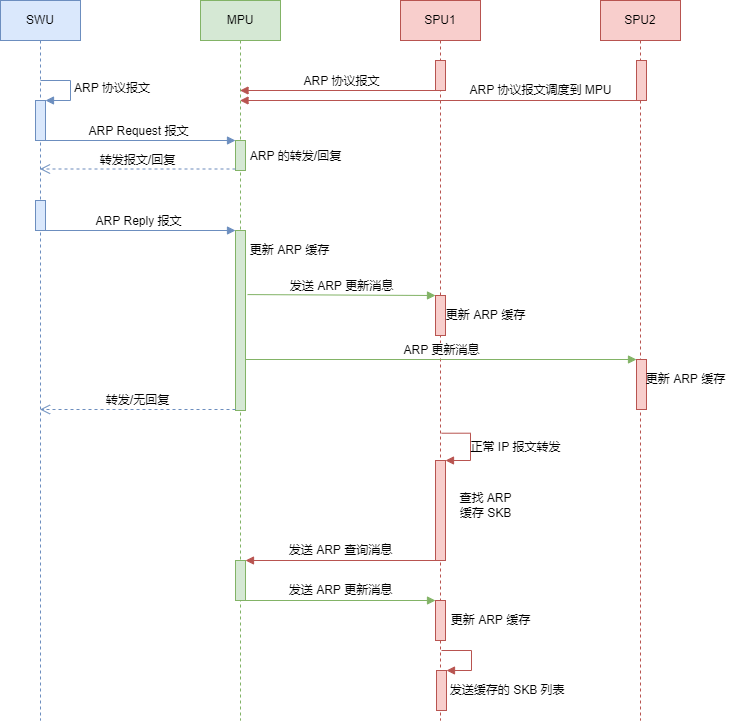 SWU
MPU
SPU1
SPU2
ARP 协议报文
ARP 协议报文
ARP 协议报文调度到 MPU
ARP Request 报文
转发报文/回复
ARP 的转发/回复
ARP Reply 报文
更新 ARP 缓存
发送 ARP 更新消息
更新 ARP 缓存
ARP 更新消息
更新 ARP 缓存
转发/无回复
正常 IP 报文转发
查找 ARP
缓存 SKB
发送 ARP 查询消息
发送 ARP 更新消息
更新 ARP 缓存
发送缓存的 SKB 列表